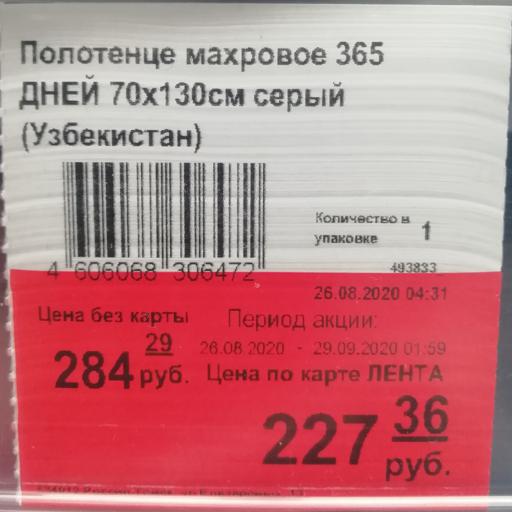 Полотенце махровое 365
ДНЕЙ 70х130см серый
(Узбекистан)
Количество в
упаковке 1
4 606068 306472
493833
26.08.2020 04:31
Цена без карты
Период акции:
284 29 руб.
26.08.2020 - 29.09.2020 01:59
Цена по карте ЛЕНТА
227 36 руб.